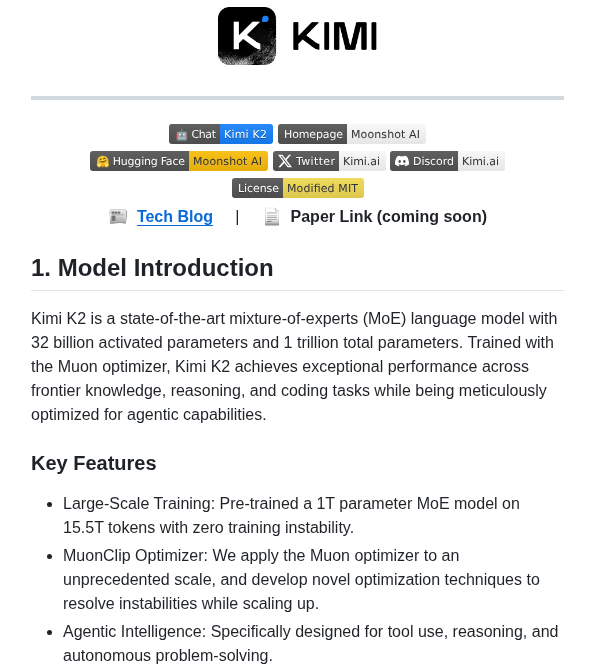 KIMI
Chat Kimi K2 Homepage Moonshot AI
Hugging Face Moonshot AI Twitter Kimi.ai Discord Kimi.ai
License Modified MIT
Tech Blog | Paper Link (coming soon)
1. Model Introduction
Kimi K2 is a state-of-the-art mixture-of-experts (MoE) language model with
32 billion activated parameters and 1 trillion total parameters. Trained with
the Muon optimizer, Kimi K2 achieves exceptional performance across
frontier knowledge, reasoning, and coding tasks while being meticulously
optimized for agentic capabilities.
Key Features
• Large-Scale Training: Pre-trained a 1T parameter MoE model on
15.5T tokens with zero training instability.
• MuonClip Optimizer: We apply the Muon optimizer to an
unprecedented scale, and develop novel optimization techniques to
resolve instabilities while scaling up.
• Agentic Intelligence: Specifically designed for tool use, reasoning, and
autonomous problem-solving.